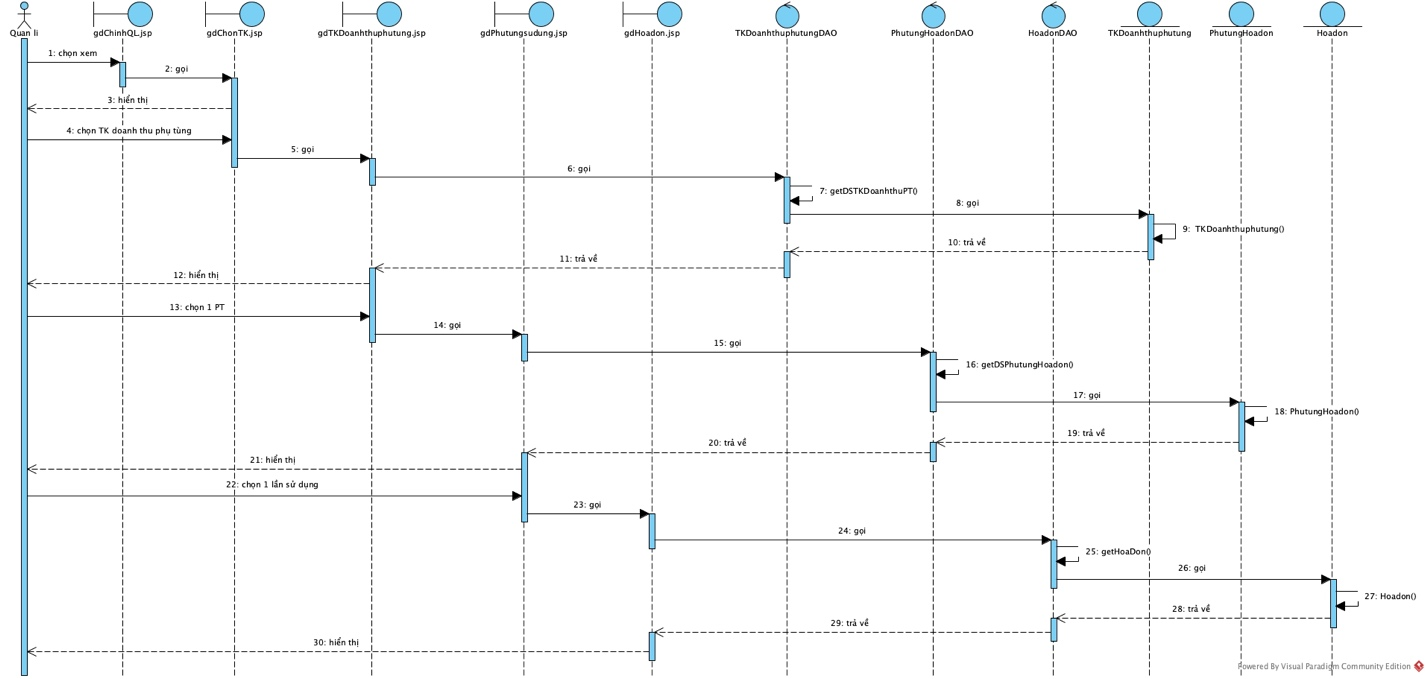 Quan li
gdChinhQL.jsp
gdChonTK.jsp
gdTKDoanhthuphutung.jsp
gdPhutungsudung.jsp
gdHoadon.jsp
TKDoanhthuphutungDAO
PhutungHoadonDAO
HoadonDAO
TKDoanhthuphutung
PhutungHoadon
Hoadon
1: chọn xem
2: gọi
3: hiển thị
4: chọn TK doanh thu phụ tùng
5: gọi
6: gọi
7: getDSTKDoanhthuPT()
8: gọi
9: TKDoanhthuphutung()
10: trả về
11: trả về
12: hiển thị
13: chọn 1 PT
14: gọi
15: gọi
16: getDSPhutungHoadon()
17: gọi
18: PhutungHoadon()
19: trả về
20: trả về
21: hiển thị
22: chọn 1 lần sử dụng
23: gọi
24: gọi
25: getHoaDon()
26: gọi
27: Hoadon()
28: trả về
29: trả về
30: hiển thị
Powered By Visual Paradigm Community Edition